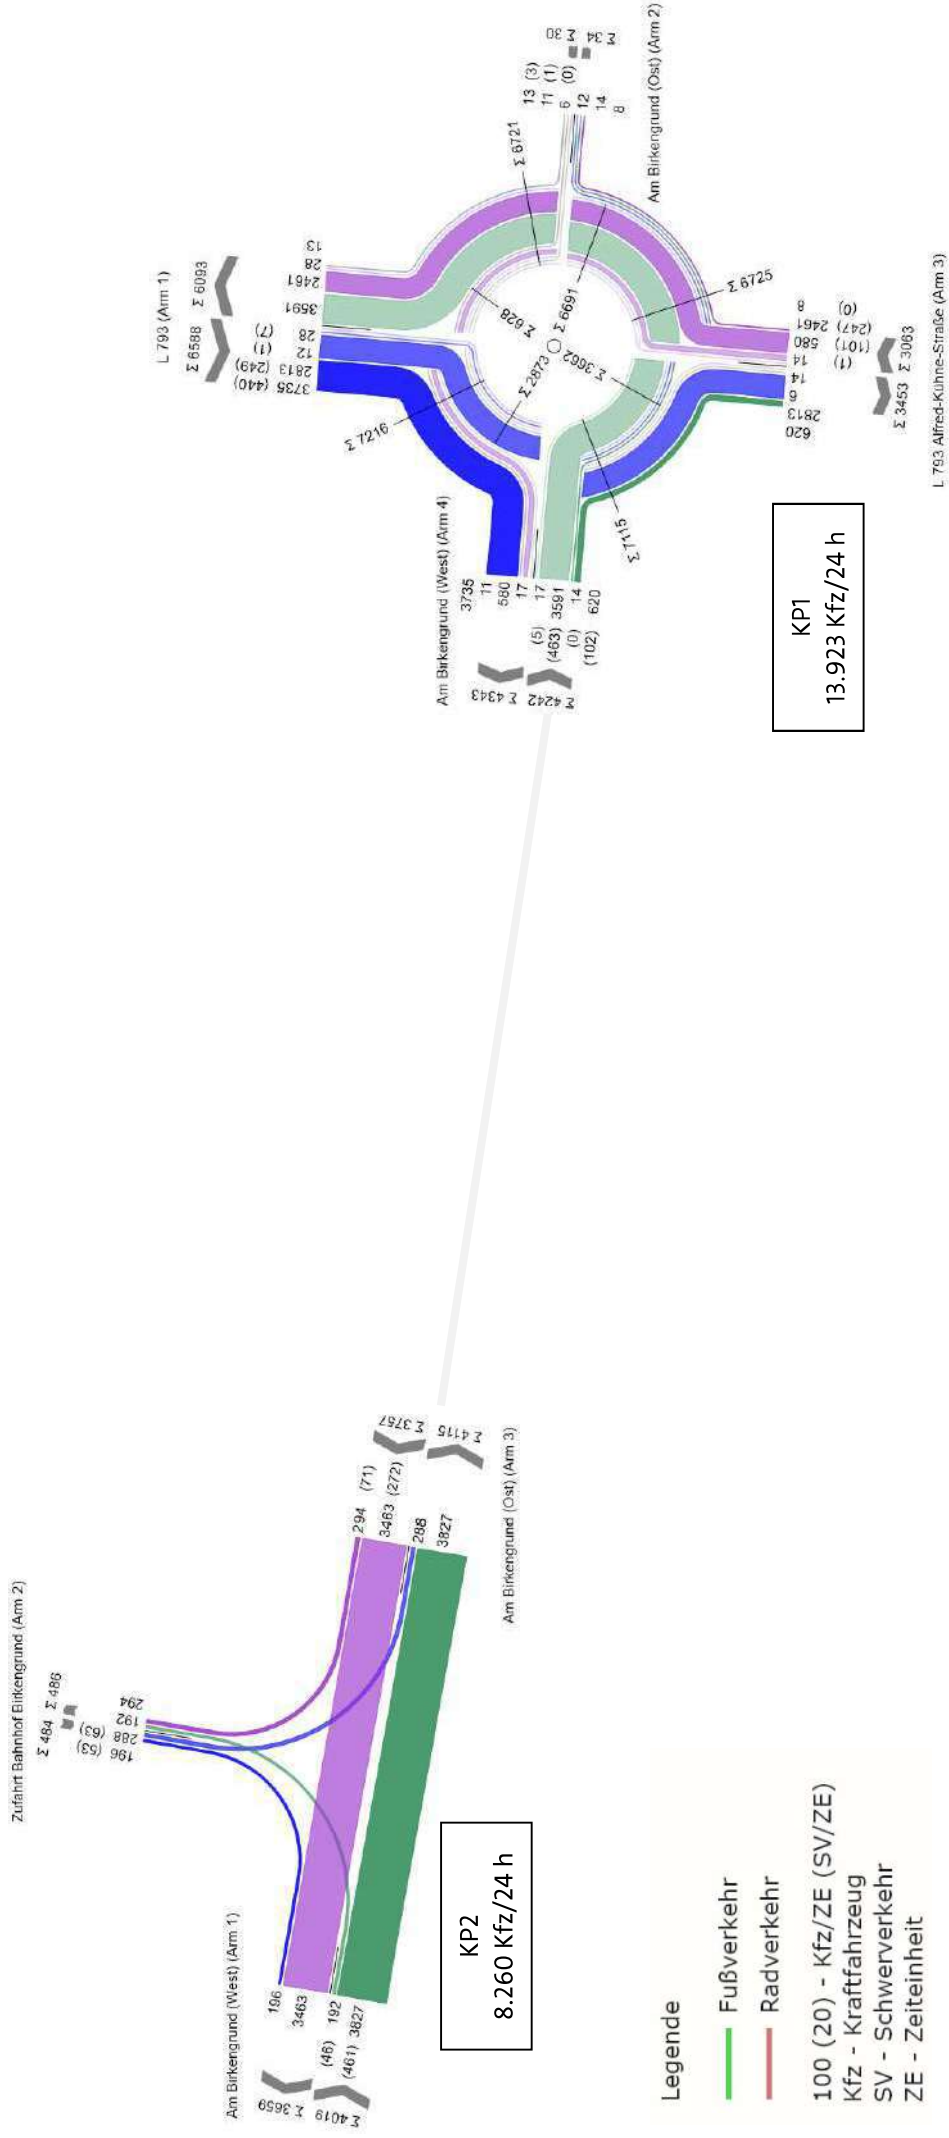 Zufahrt Bahnhof Birkengrund (Arm 2)
Σ 484 Σ 486
196 (53)
288 (63)
192
294
Am Birkengrund (West) (Arm 1)
196
3463
(46) 192
(461) 3827
Σ 3659
Σ 4019
294 (71)
3463 (272)
288
3827
Σ 3757
Σ 4115
Am Birkengrund (Ost) (Arm 3)
KP2
8.260 Kfz/24 h
L 793 (Arm 1)
Σ 6588 Σ 6093
3735 (440)
2813 (249)
12 (1)
28 (7)
3591
2461
28
13
Am Birkengrund (West) (Arm 4)
3735
11
580
17
(5) 17
(463) 3591
(0) 14
(102) 620
Σ 4343
Σ 4242
Σ 7216
Σ 2873
Σ 628
Σ 6721
Σ 6691
Σ 3662
Σ 6725
Σ 7115
13 (3)
11 (1)
6 (0)
12
14
8
Σ 30
Σ 34
Am Birkengrund (Ost) (Arm 2)
620
2813
6
14
14 (1)
580 (101)
2461 (247)
8 (0)
Σ 3453 Σ 3063
L 793 Alfred-Kühne-Straße (Arm 3)
KP1
13.923 Kfz/24 h
Legende
Fußverkehr
Radverkehr
100 (20) - Kfz/ZE (SV/ZE)
Kfz - Kraftfahrzeug
SV - Schwerverkehr
ZE - Zeiteinheit